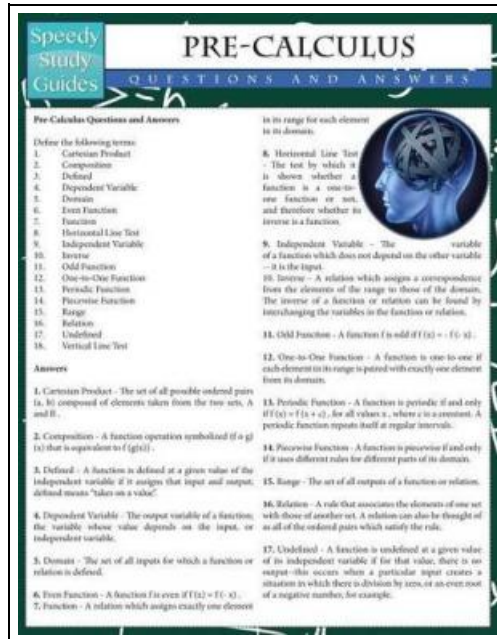 Speedy
Study
Guides
PRE-CALCULUS
QUESTIONS AND ANSWERS
Pre-Calculus Questions and Answers
Define the following terms:
1. Cartesian Product
2. Composition
3. Defined
4. Dependent Variable
5. Domain
6. Even Function
7. Function
8. Horizontal Line Test
9. Independent Variable
10. Inverse
11. Odd Function
12. One-to-One Function
13. Periodic Function
14. Piecewise Function
15. Range
16. Relation
17. Undefined
18. Vertical Line Test
Answers
1. Cartesian Product - The set of all possible ordered pairs
(a, b) composed of elements taken from the two sets, A
and B .
2. Composition - A function operation symbolized (f o g)
(x) that is equivalent to f (g(x)) .
3. Defined - A function is defined at a given value of the
independent variable if it assigns that input and output;
defined means "takes on a value".
4. Dependent Variable - The output variable of a function;
the variable whose value depends on the input, or
independent variable.
5. Domain - The set of all inputs for which a function or
relation is defined.
6. Even Function - A function f is even if f (x) = f (- x) .
7. Function - A relation which assigns exactly one element
in its range for each element
in its domain.
8. Horizontal Line Test
- The test by which it
is shown whether a
function is a one-to-
one function or not,
and therefore whether its
inverse is a function.
9. Independent Variable - The variable
of a function which does not depend on the other variable
-- it is the input.
10. Inverse - A relation which assigns a correspondence
from the elements of the range to those of the domain.
The inverse of a function or relation can be found by
interchanging the variables in the function or relation.
11. Odd Function - A function f is odd if f (x) = - f (- x) .
12. One-to-One Function - A function is one-to-one if
each element in its range is paired with exactly one element
from its domain.
13. Periodic Function - A function is periodic if and only
if f (x) = f (x + c) , for all values x , where c is a constant. A
periodic function repeats itself at regular intervals.
14. Piecewise Function - A function is piecewise if and only
if it uses different rules for different parts of its domain.
15. Range - The set of all outputs of a function or relation.
16. Relation - A rule that associates the elements of one set
with those of another set. A relation can also be thought of
as all of the ordered pairs which satisfy the rule.
17. Undefined - A function is undefined at a given value
of its independent variable if for that value, there is no
output--this occurs when a particular input creates a
situation in which there is division by zero, or an even root
of a negative number, for example.